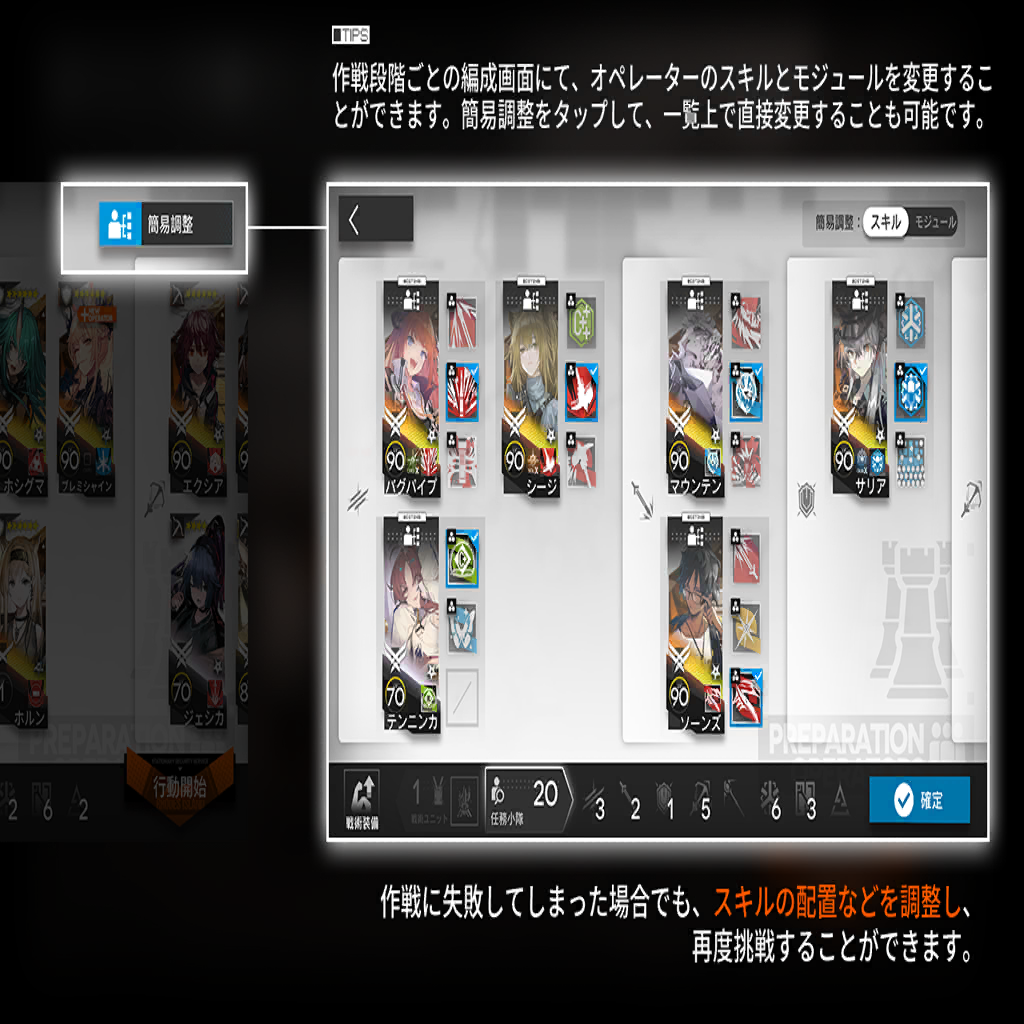 TIPS
作戦段階ごとの編成画面にて、オペレーターのスキルとモジュールを変更するこ
とができます。簡易調整をタップして、一覧上で直接変更することも可能です。
簡易調整
簡易調整：
スキル
モジュール
ホシグマ
90
ブレミシャイン
90
エクシア
90
バグパイプ
90
シージ
90
マウンテン
90
サリア
ホルン
70
ジェシカ
70
テンニンカ
90
ソーンズ
PREPARATION
行動開始
2
6
2
戦術装備
1
戦術ユニット
20
任務小隊
3
2
1
5
6
3
確定
作戦に失敗してしまった場合でも、スキルの配置などを調整し、
再度挑戦することができます。